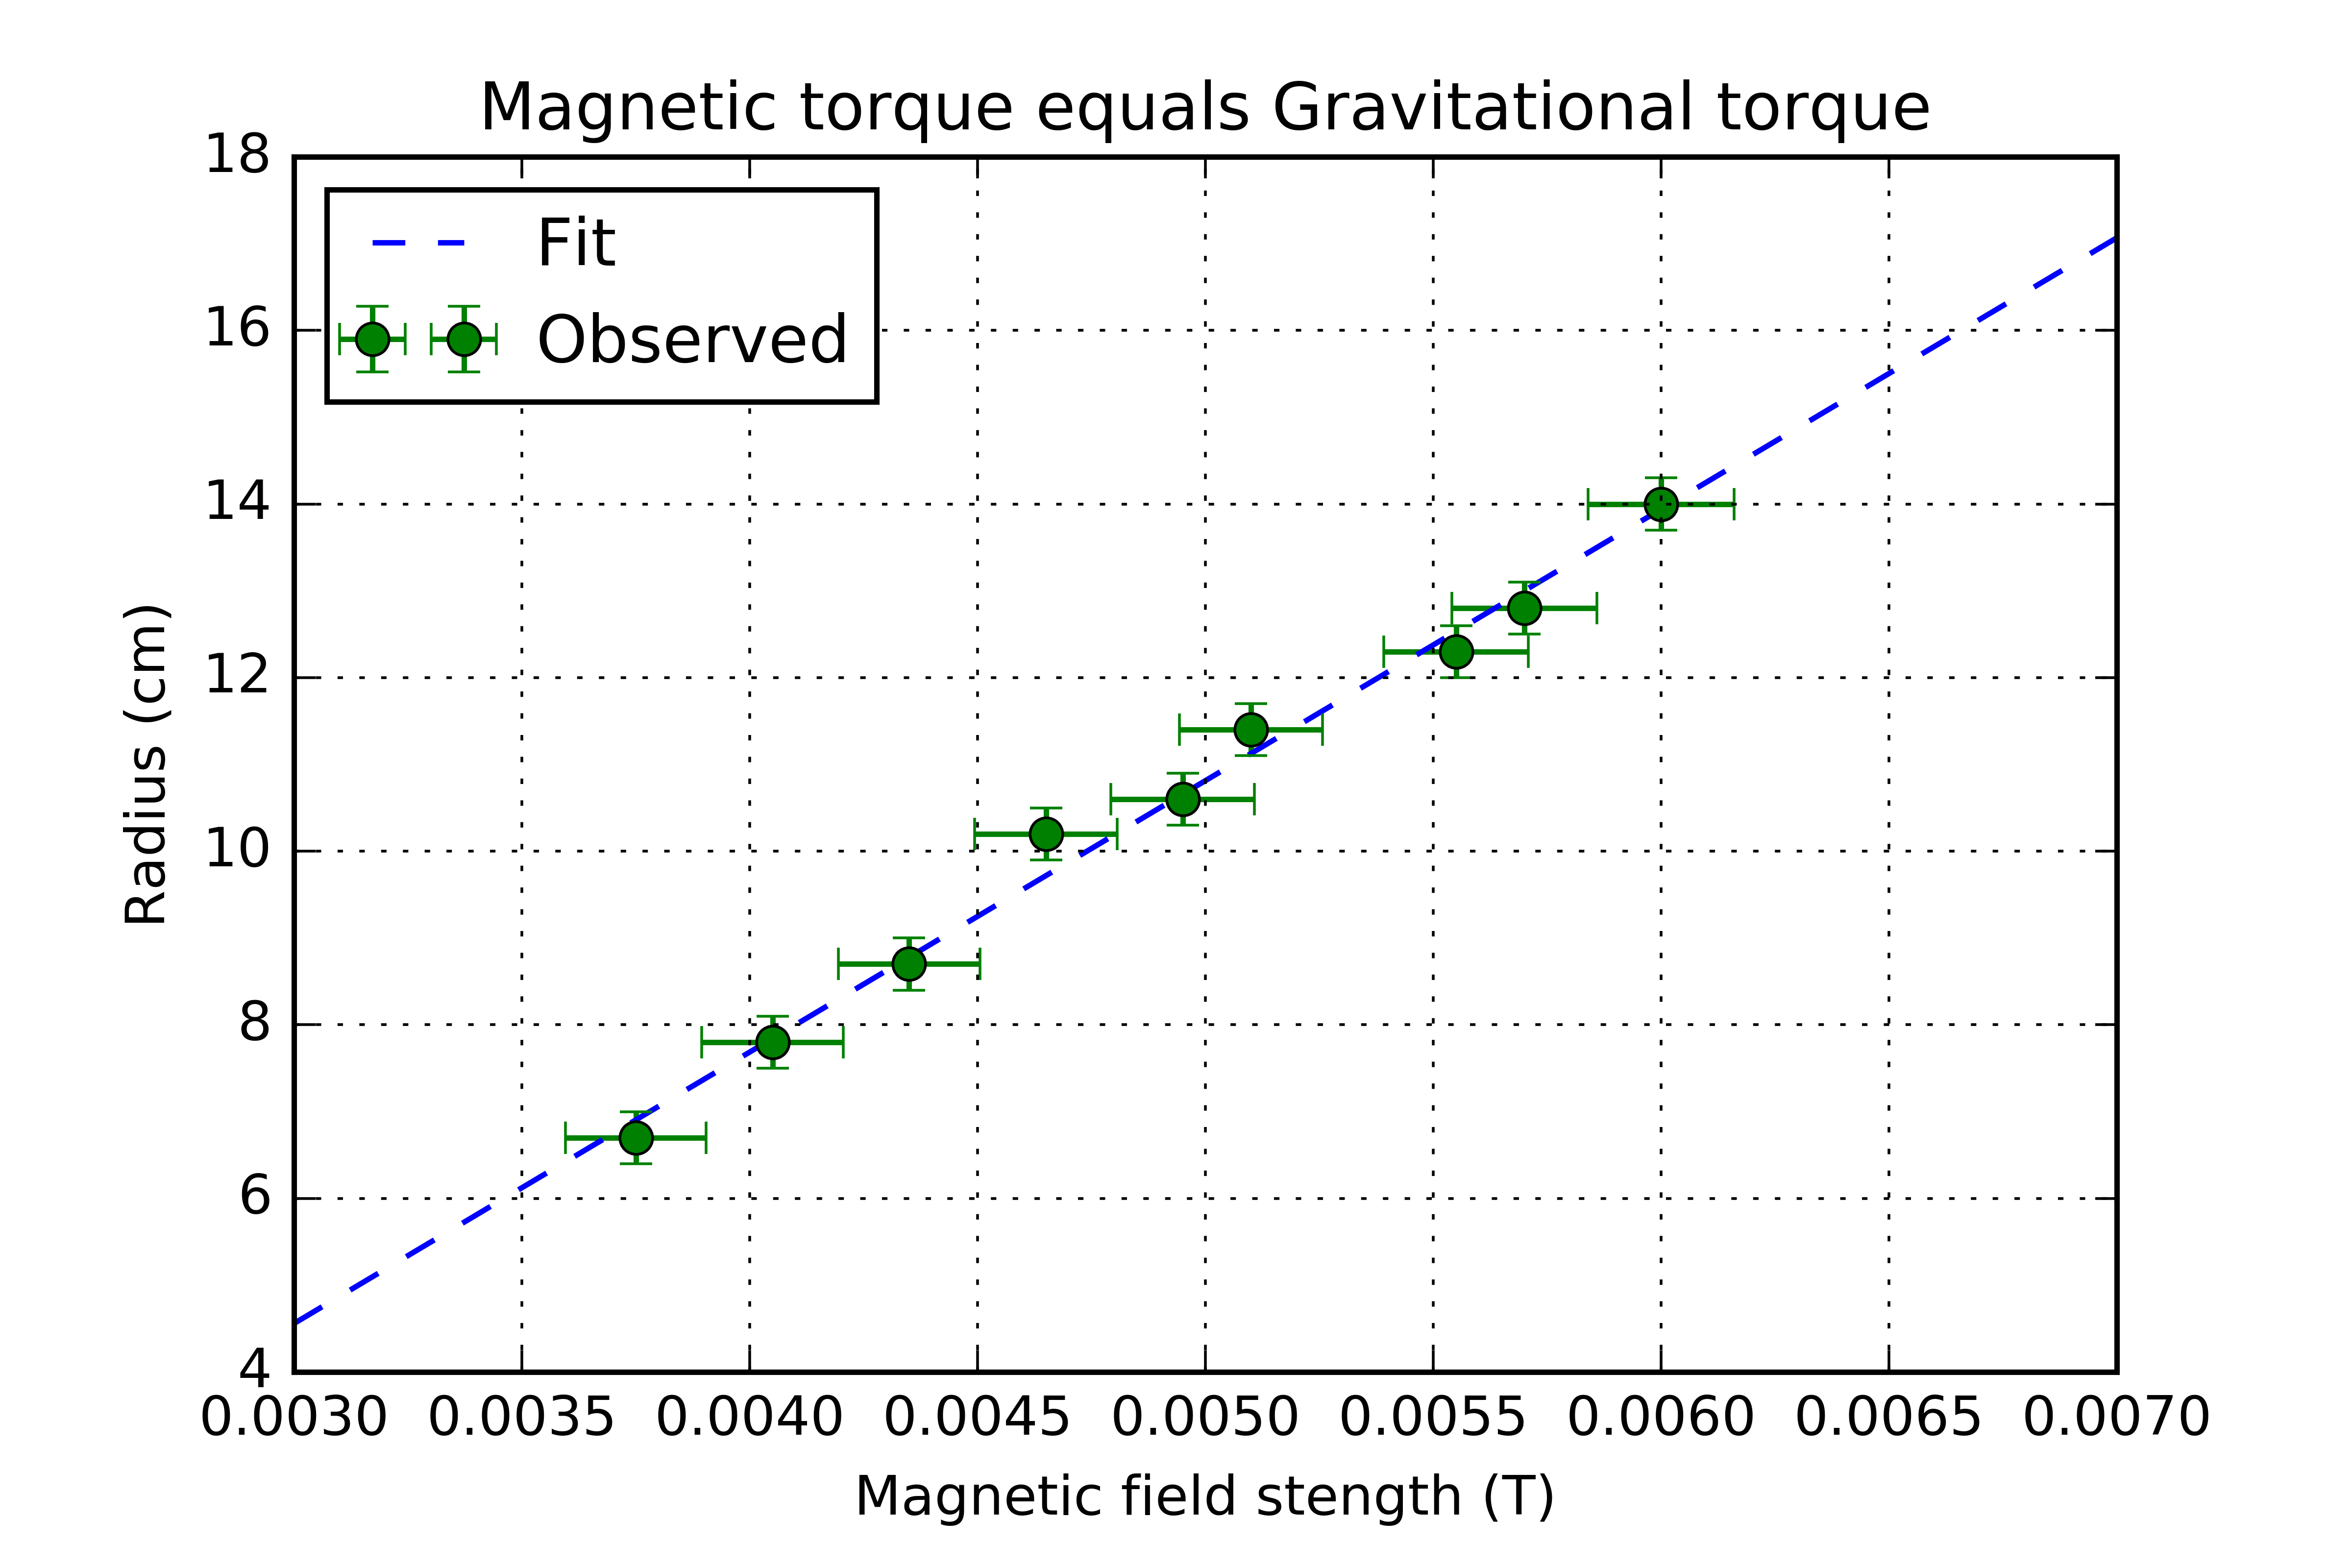 Magnetic torque equals Gravitational torque
18
Fit
16
Observed
14
12
Radius (cm)
10
8
6
4
0.0030 0.0035 0.0040 0.0045 0.0050 0.0055 0.0060 0.0065 0.0070
Magnetic field stength (T)